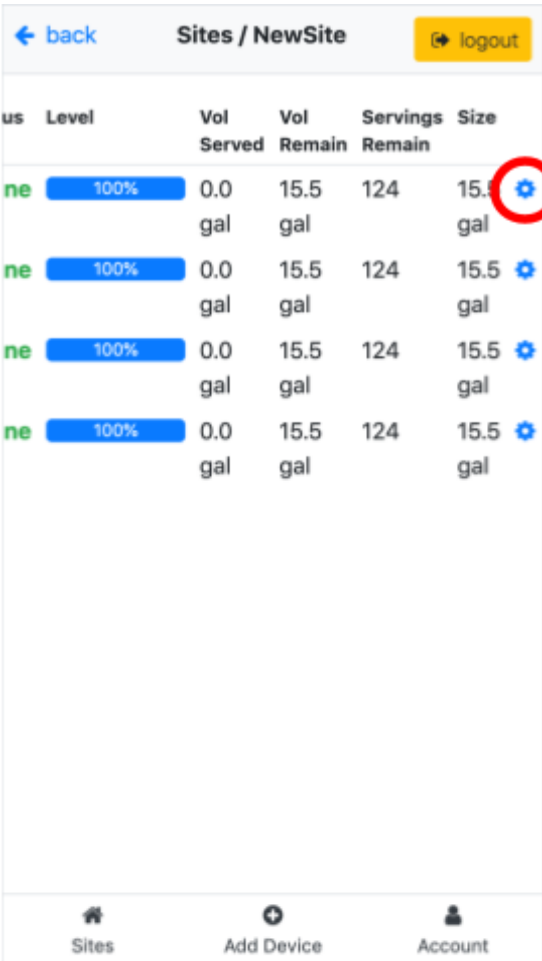 back Sites / NewSite logout
us Level Vol Vol Servings Size
Served Remain Remain
ne 100% 0.0 15.5 124 15.5
gal gal gal
ne 100% 0.0 15.5 124 15.5
gal gal gal
ne 100% 0.0 15.5 124 15.5
gal gal gal
ne 100% 0.0 15.5 124 15.5
gal gal gal
Sites Add Device Account